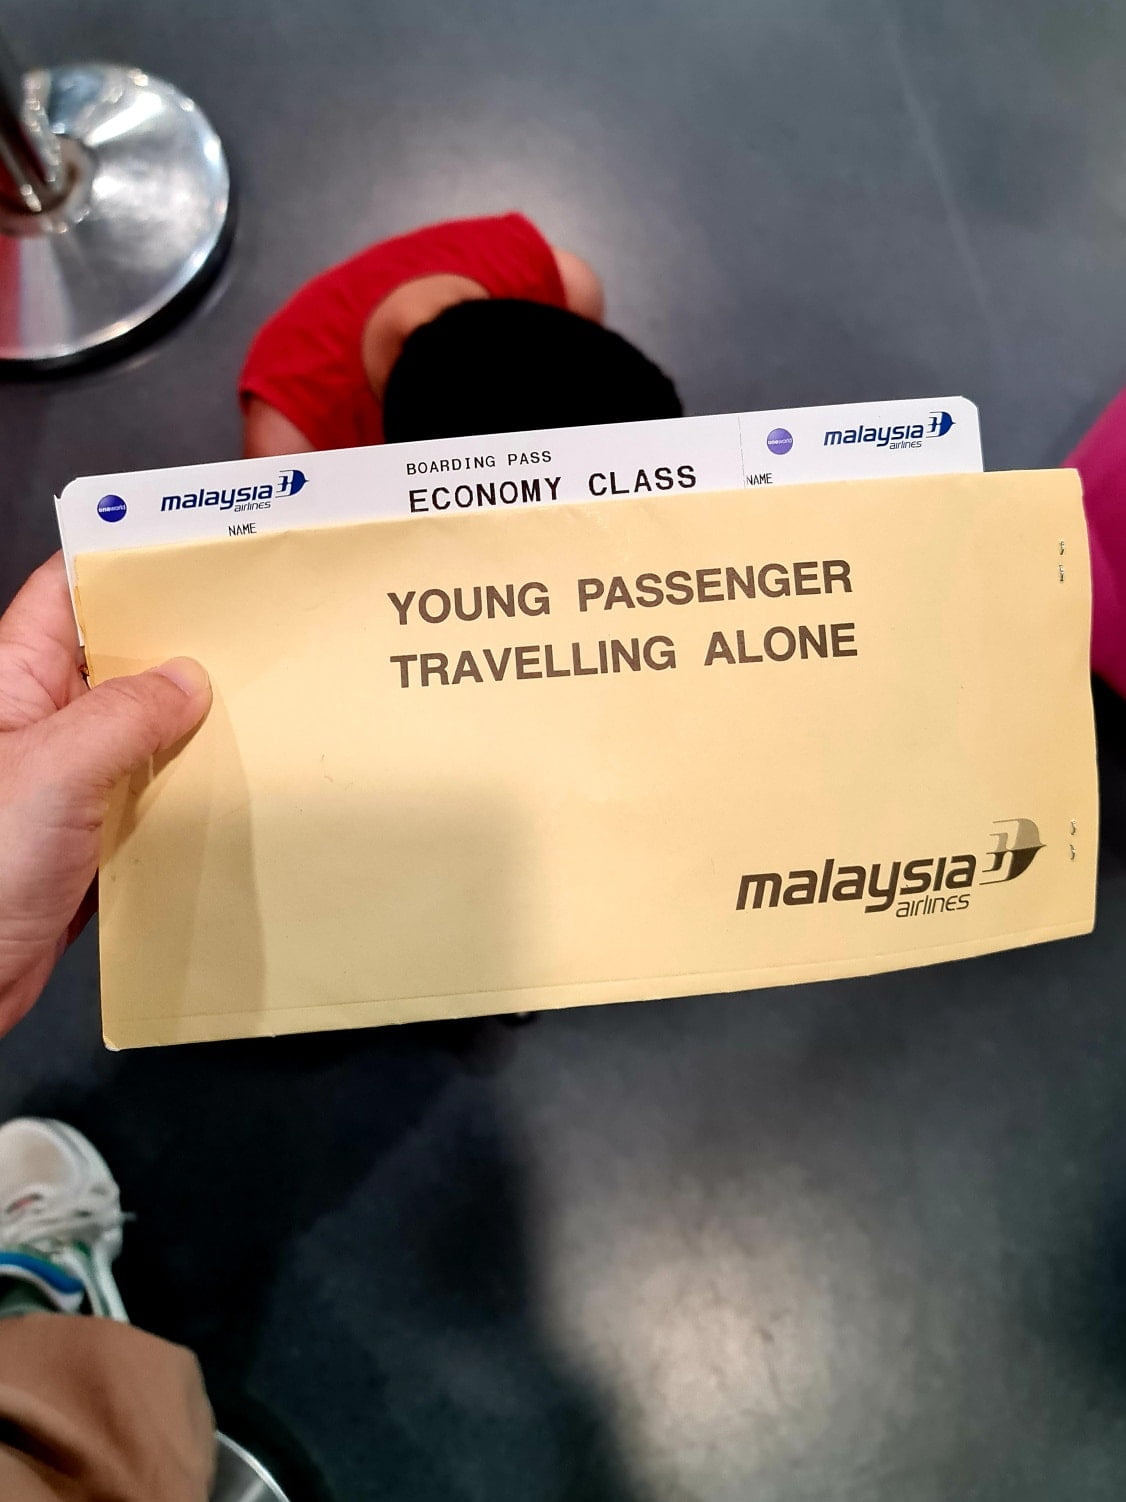 oneworld
malaysia
airlines
NAME
BOARDING PASS
ECONOMY CLASS
oneworld
malaysia
airlines
NAME
YOUNG PASSENGER
TRAVELLING ALONE
malaysia
airlines